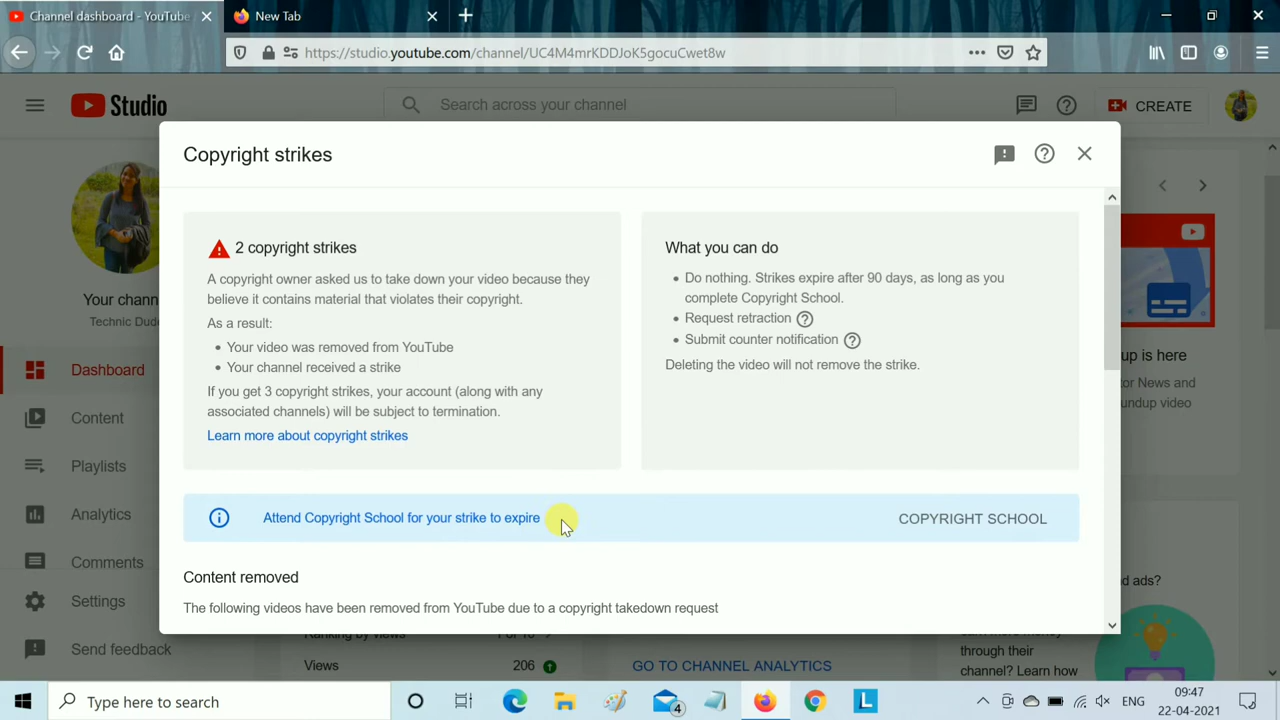 Channel dashboard - YouTube
New Tab
https://studio.youtube.com/channel/UC4M4mrKDDJoK5gocuCwet8w
Studio
Search across your channel
CREATE
Copyright strikes
2 copyright strikes
A copyright owner asked us to take down your video because they
believe it contains material that violates their copyright.
As a result:
• Your video was removed from YouTube
• Your channel received a strike
If you get 3 copyright strikes, your account (along with any
associated channels) will be subject to termination.
Learn more about copyright strikes
What you can do
• Do nothing. Strikes expire after 90 days, as long as you
complete Copyright School.
• Request retraction
• Submit counter notification
Deleting the video will not remove the strike.
Attend Copyright School for your strike to expire
COPYRIGHT SCHOOL
Content removed
The following videos have been removed from YouTube due to a copyright takedown request
Your chann
Technic Dud
Dashboard
Content
Playlists
Analytics
Comments
Settings
Send feedback
Views
206
GO TO CHANNEL ANALYTICS
up is here
tor News and
undup video
d ads?
through their
channel? Learn how
Type here to search
4
L
ENG
09:47
22-04-2021